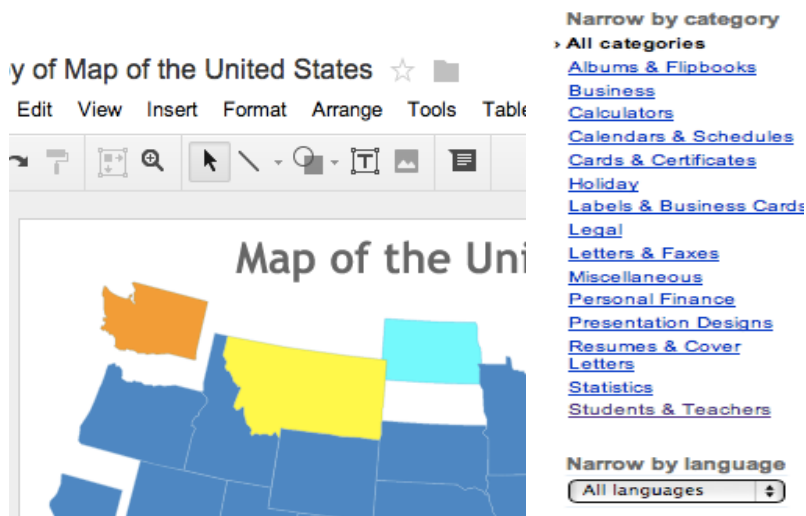 y of Map of the United States
Edit View Insert Format Arrange Tools Table
T
Map of the Uni
Narrow by category
› All categories
Albums & Flipbooks
Business
Calculators
Calendars & Schedules
Cards & Certificates
Holiday
Labels & Business Cards
Legal
Letters & Faxes
Miscellaneous
Personal Finance
Presentation Designs
Resumes & Cover
Letters
Statistics
Students & Teachers
Narrow by language
All languages